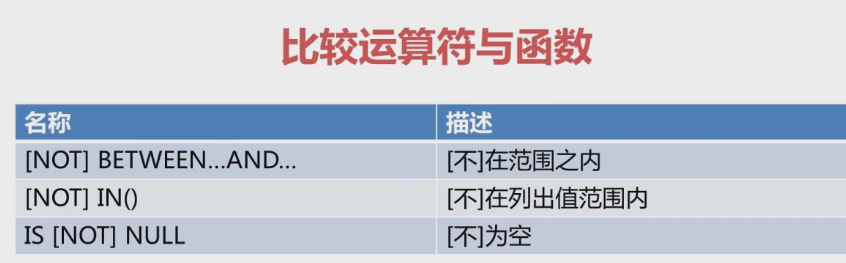 比较运算符与函数
名称 描述
[NOT] BETWEEN...AND... [不]在范围之内
[NOT] IN() [不]在列出值范围内
IS [NOT] NULL [不]为空